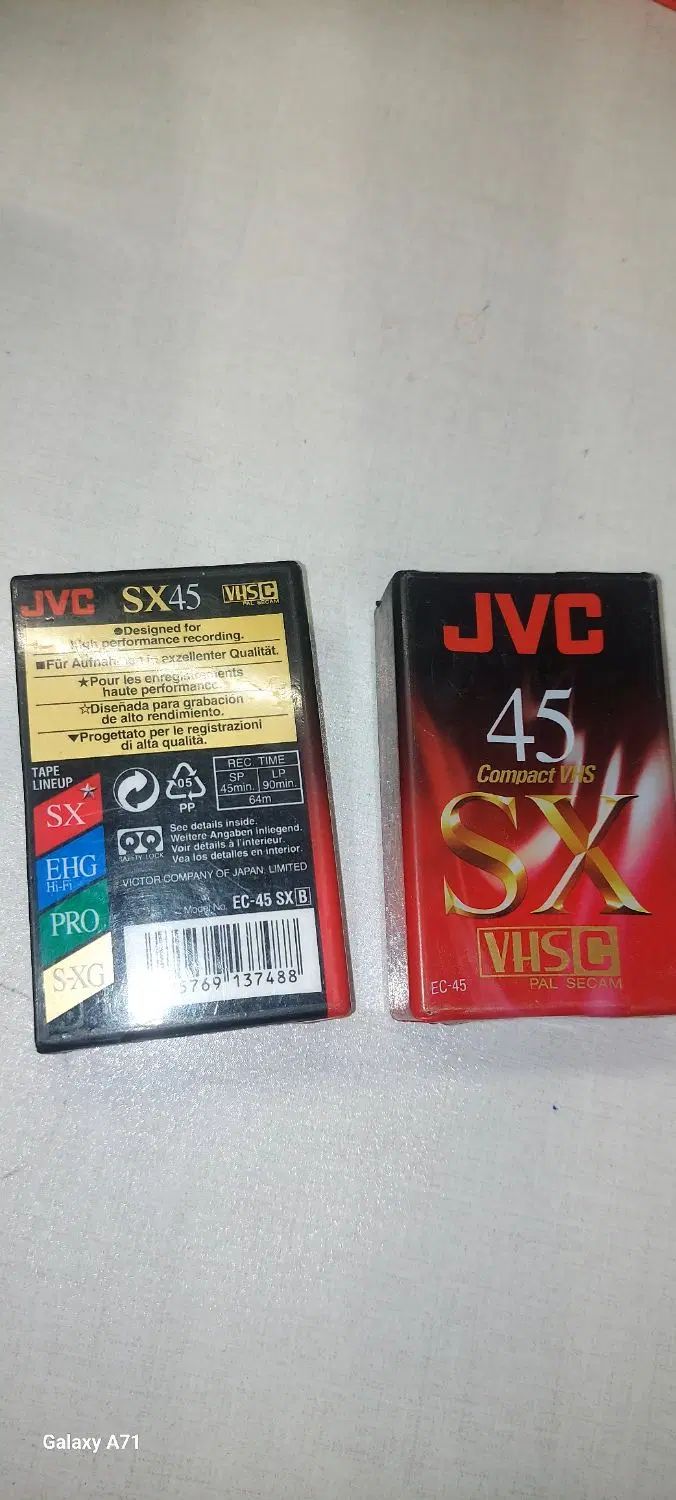 JVC SX45 VHS C
PAL SECAM
●Designed for
high performance recording.
■Für Aufnahmen in exzellenter Qualität.
★Pour les enregistrements
haute performance.
☆Diseñada para grabación
de alto rendimiento.
▼Progettato per le registrazioni
di alta qualità.
TAPE
LINEUP
SX
EHG
Hi-Fi
PRO
S-XG
05
PP
REC TIME
SP LP
45min. 90min.
64m
SAFETY LOCK
See details inside.
Weitere Angaben inliegend.
Voir détails à l'interieur.
Vea los detalles en interior.
VICTOR COMPANY OF JAPAN, LIMITED
Model No. EC-45 SX B
5769 137488
JVC
45
Compact VHS
SX
VHS C
PAL SECAM
EC-45
Galaxy A71